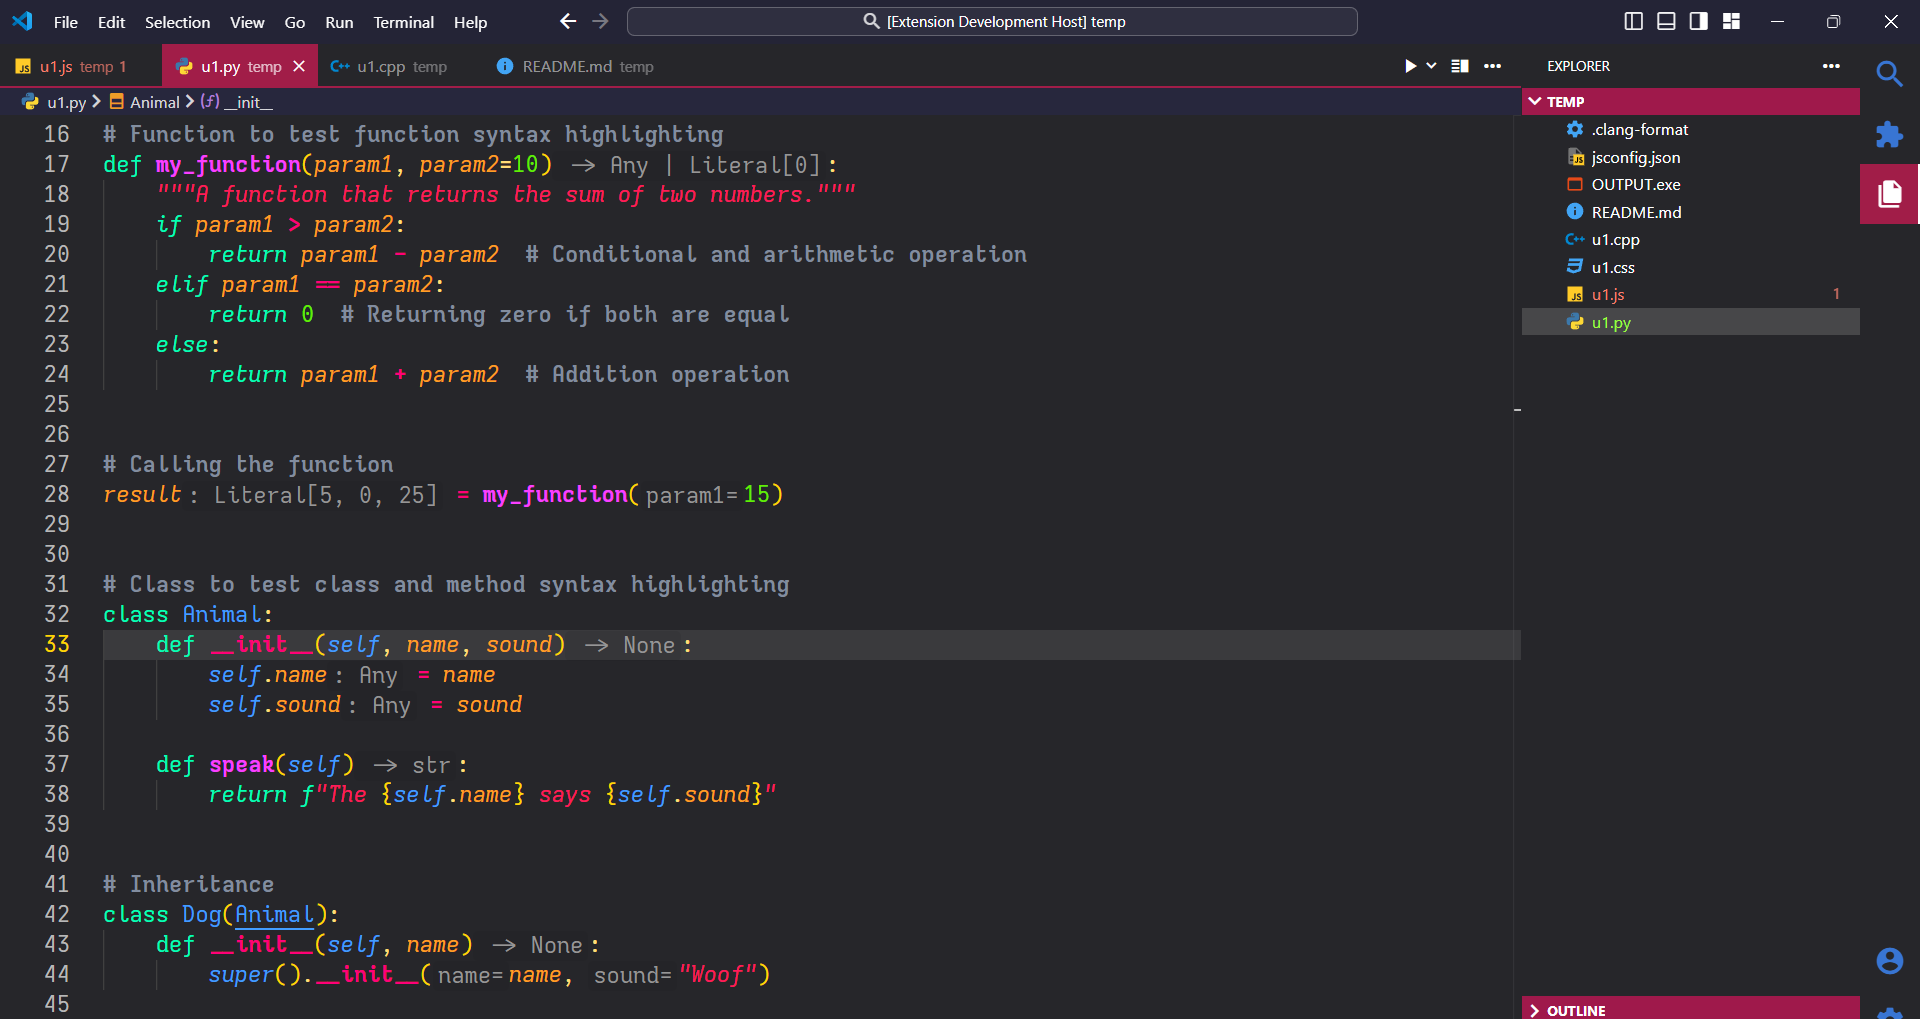 File Edit Selection View Go Run Terminal Help
[Extension Development Host] temp
u1.js temp 1
u1.py temp
u1.cpp temp
README.md temp
u1.py > Animal > __init__
16 # Function to test function syntax highlighting
17 def my_function(param1, param2=10) → Any | Literal[0]:
18 """A function that returns the sum of two numbers."""
19 if param1 > param2:
20 return param1 - param2 # Conditional and arithmetic operation
21 elif param1 == param2:
22 return 0 # Returning zero if both are equal
23 else:
24 return param1 + param2 # Addition operation
25
26
27 # Calling the function
28 result: Literal[5, 0, 25] = my_function(param1=15)
29
30
31 # Class to test class and method syntax highlighting
32 class Animal:
33 def __init__(self, name, sound) → None:
34 self.name: Any = name
35 self.sound: Any = sound
36
37 def speak(self) → str:
38 return f"The {self.name} says {self.sound}"
39
40
41 # Inheritance
42 class Dog(Animal):
43 def __init__(self, name) → None:
44 super().__init__(name=name, sound="Woof")
45
EXPLORER
TEMP
.clang-format
jsconfig.json
OUTPUT.exe
README.md
u1.cpp
u1.css
u1.js 1
u1.py
OUTLINE